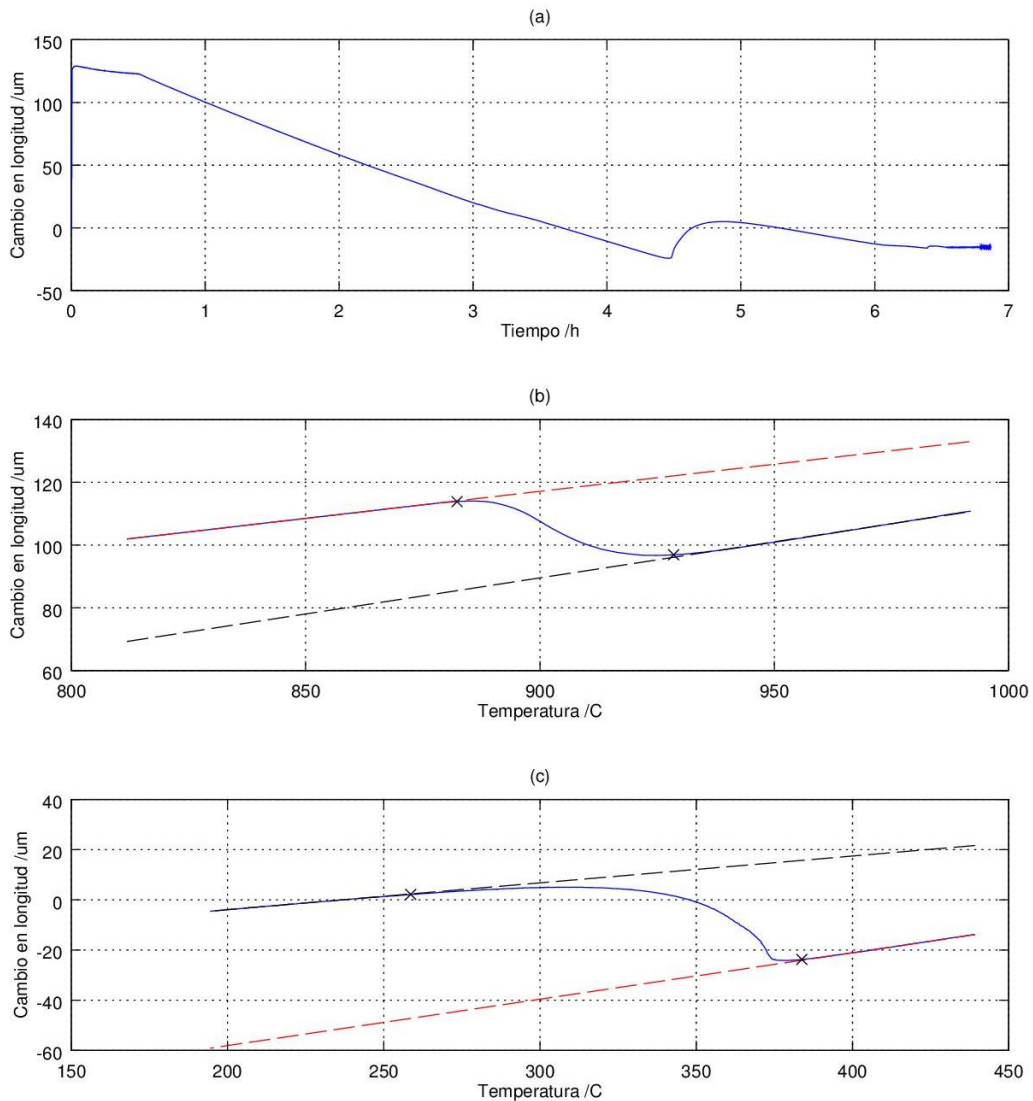 (a)
150
100
50
0
-50
Cambio en longitud /um
0 1 2 3 4 5 6 7
Tiempo /h
(b)
140
120
100
80
60
Cambio en longitud /um
800 850 900 950 1000
Temperatura /C
(c)
40
20
0
-20
-40
-60
Cambio en longitud /um
150 200 250 300 350 400 450
Temperatura /C